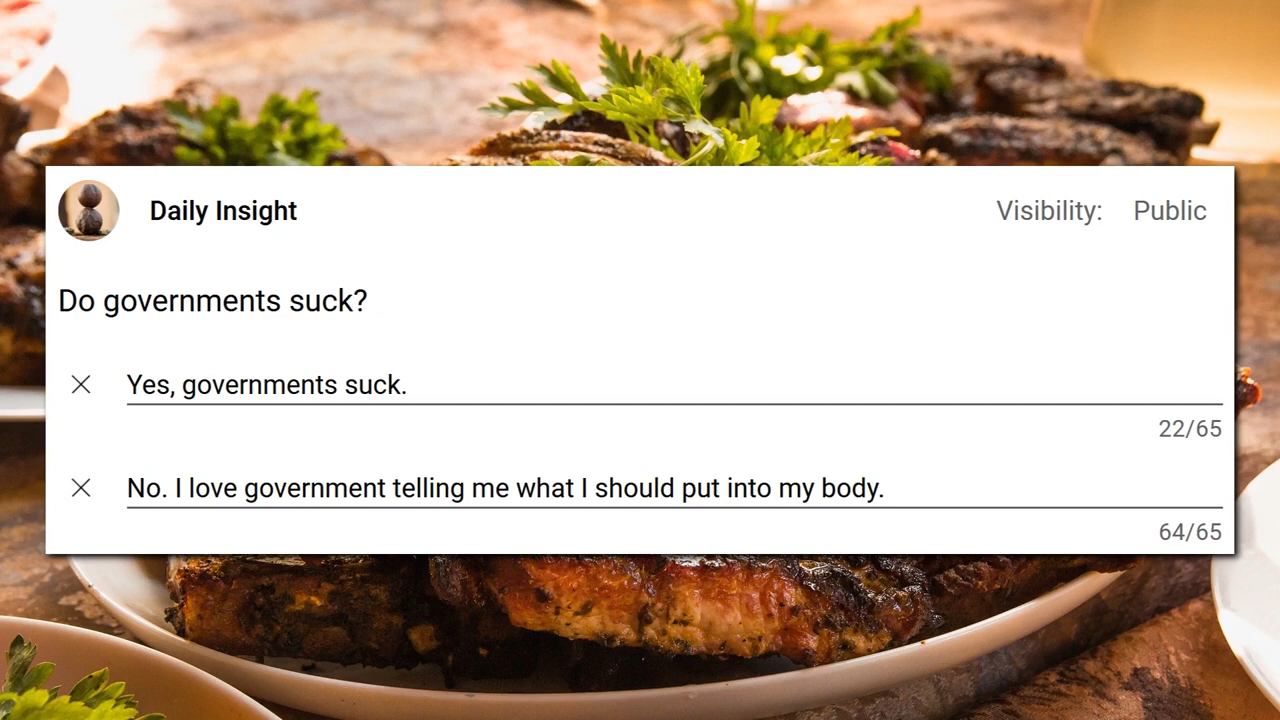 Daily Insight
Visibility: Public
Do governments suck?
Yes, governments suck.
22/65
No. I love government telling me what I should put into my body.
64/65